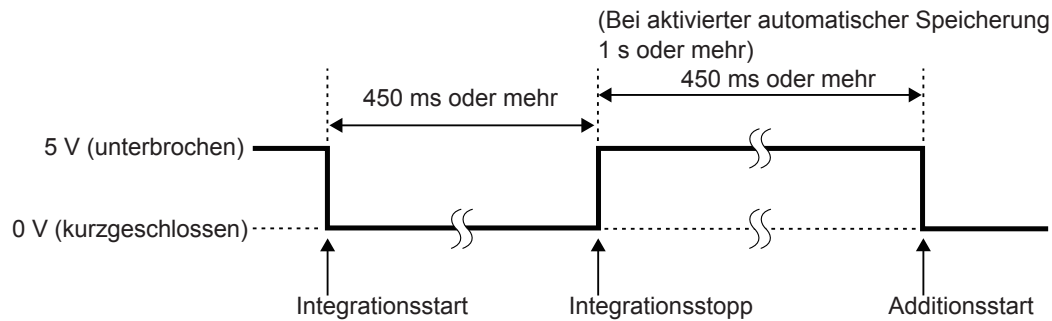 (Bei aktivierter automatischer Speicherung
1 s oder mehr)
450 ms oder mehr
450 ms oder mehr
5 V (unterbrochen)
0 V (kurzgeschlossen)
Integrationsstart
Integrationsstopp
Additionsstart